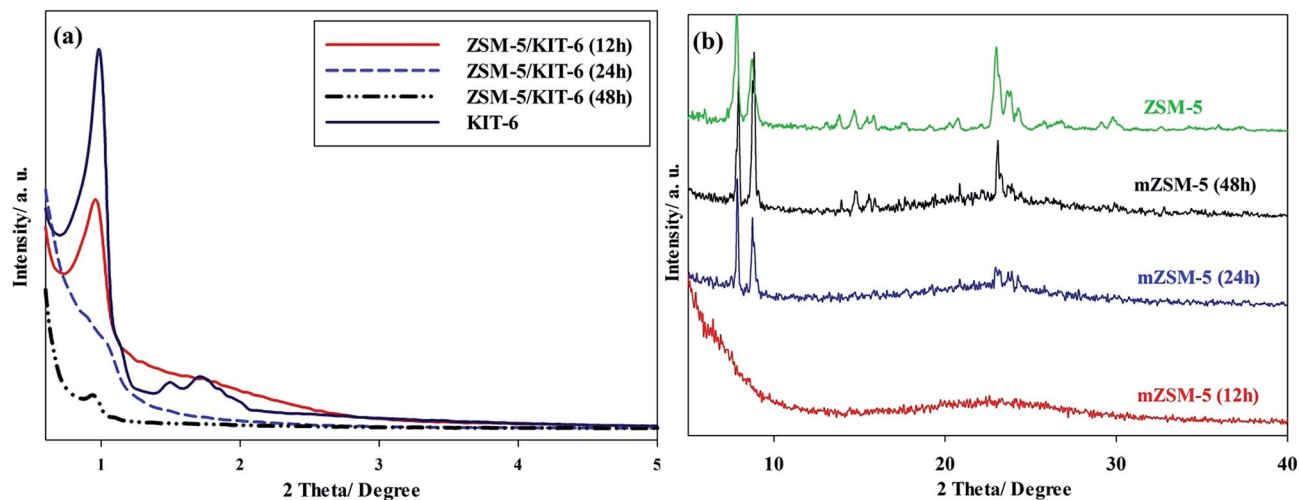 (a)
ZSM-5/KIT-6 (12h)
ZSM-5/KIT-6 (24h)
ZSM-5/KIT-6 (48h)
KIT-6
Intensity/ a. u.
1 2 3 4 5
2 Theta/ Degree
(b)
ZSM-5
mZSM-5 (48h)
mZSM-5 (24h)
mZSM-5 (12h)
Intensity/ a. u.
10 20 30 40
2 Theta/ Degree